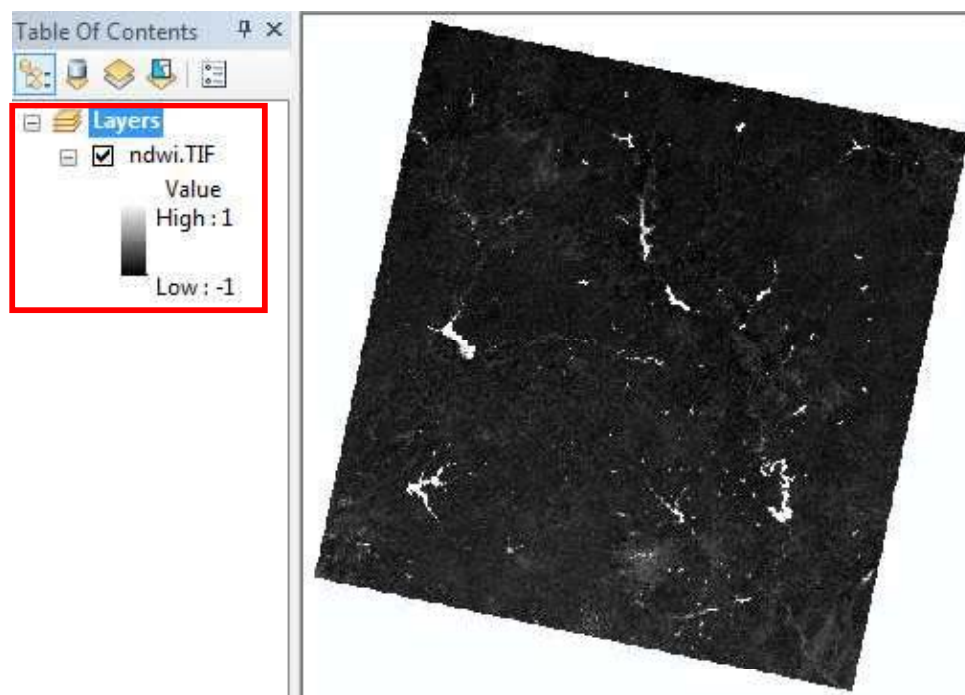 Table Of Contents
Layers
ndwi.TIF
Value
High : 1
Low : -1